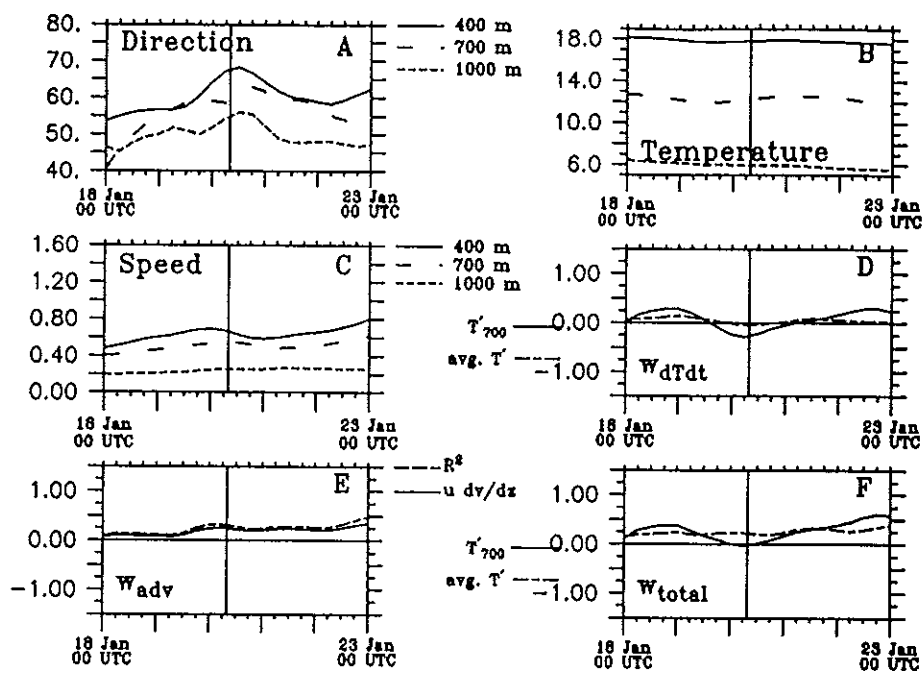 Direction A
80.
70.
60.
50.
40.
18 Jan
00 UTC
23 Jan
00 UTC
400 m
700 m
1000 m
B
18.0
15.0
12.0
9.0
6.0
Temperature
18 Jan
00 UTC
23 Jan
00 UTC
Speed C
1.60
1.20
0.80
0.40
0.00
18 Jan
00 UTC
23 Jan
00 UTC
400 m
700 m
1000 m
D
1.00
0.00
-1.00
T'700
avg. T'
WdTdt
18 Jan
00 UTC
23 Jan
00 UTC
E
1.00
0.00
-1.00
Wadv
18 Jan
00 UTC
23 Jan
00 UTC
R²
u dv/dz
F
1.00
0.00
-1.00
T'700
avg. T'
Wtotal
18 Jan
00 UTC
23 Jan
00 UTC